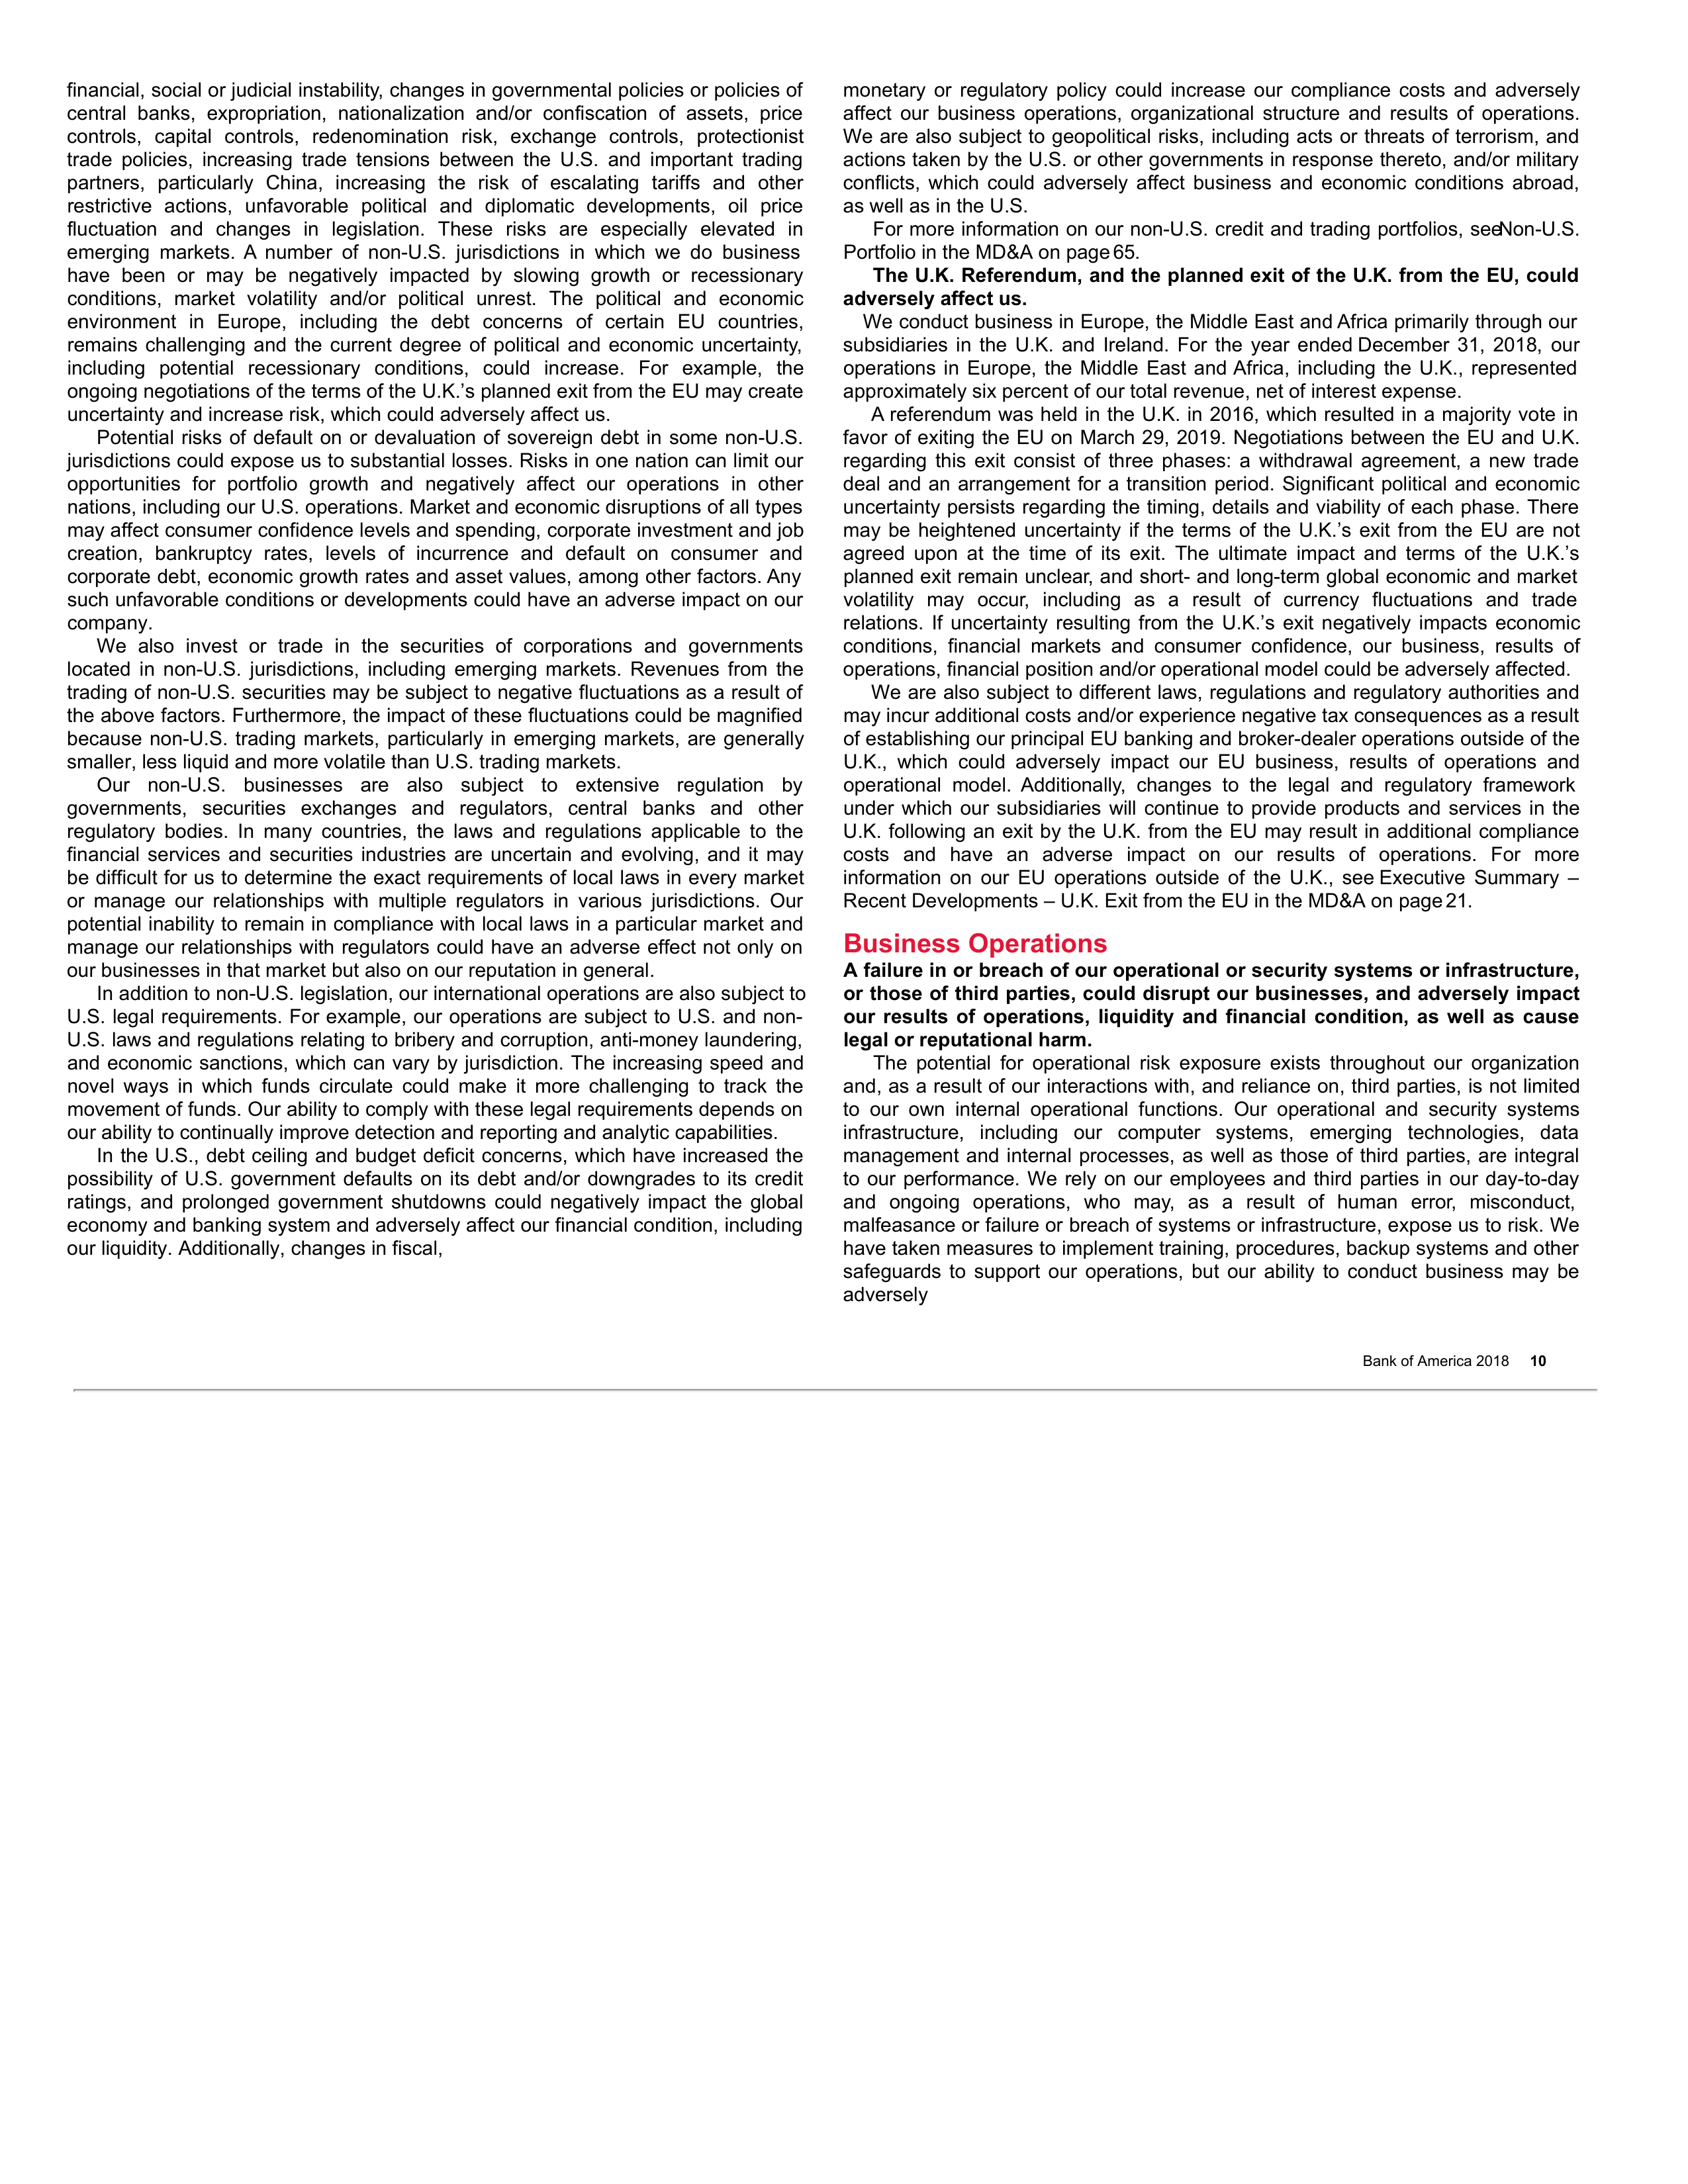 financial, social or judicial instability, changes in governmental policies or policies of
central banks, expropriation, nationalization and/or confiscation of assets, price
controls, capital controls, redenomination risk, exchange controls, protectionist
trade policies, increasing trade tensions between the U.S. and important trading
partners, particularly China, increasing the risk of escalating tariffs and other
restrictive actions, unfavorable political and diplomatic developments, oil price
fluctuation and changes in legislation. These risks are especially elevated in
emerging markets. A number of non-U.S. jurisdictions in which we do business
have been or may be negatively impacted by slowing growth or recessionary
conditions, market volatility and/or political unrest. The political and economic
environment in Europe, including the debt concerns of certain EU countries,
remains challenging and the current degree of political and economic uncertainty,
including potential recessionary conditions, could increase. For example, the
ongoing negotiations of the terms of the U.K.’s planned exit from the EU may create
uncertainty and increase risk, which could adversely affect us.
Potential risks of default on or devaluation of sovereign debt in some non-U.S.
jurisdictions could expose us to substantial losses. Risks in one nation can limit our
opportunities for portfolio growth and negatively affect our operations in other
nations, including our U.S. operations. Market and economic disruptions of all types
may affect consumer confidence levels and spending, corporate investment and job
creation, bankruptcy rates, levels of incurrence and default on consumer and
corporate debt, economic growth rates and asset values, among other factors. Any
such unfavorable conditions or developments could have an adverse impact on our
company.
We also invest or trade in the securities of corporations and governments
located in non-U.S. jurisdictions, including emerging markets. Revenues from the
trading of non-U.S. securities may be subject to negative fluctuations as a result of
the above factors. Furthermore, the impact of these fluctuations could be magnified
because non-U.S. trading markets, particularly in emerging markets, are generally
smaller, less liquid and more volatile than U.S. trading markets.
Our non-U.S. businesses are also subject to extensive regulation by
governments, securities exchanges and regulators, central banks and other
regulatory bodies. In many countries, the laws and regulations applicable to the
financial services and securities industries are uncertain and evolving, and it may
be difficult for us to determine the exact requirements of local laws in every market
or manage our relationships with multiple regulators in various jurisdictions. Our
potential inability to remain in compliance with local laws in a particular market and
manage our relationships with regulators could have an adverse effect not only on
our businesses in that market but also on our reputation in general.
In addition to non-U.S. legislation, our international operations are also subject to
U.S. legal requirements. For example, our operations are subject to U.S. and non-
U.S. laws and regulations relating to bribery and corruption, anti-money laundering,
and economic sanctions, which can vary by jurisdiction. The increasing speed and
novel ways in which funds circulate could make it more challenging to track the
movement of funds. Our ability to comply with these legal requirements depends on
our ability to continually improve detection and reporting and analytic capabilities.
In the U.S., debt ceiling and budget deficit concerns, which have increased the
possibility of U.S. government defaults on its debt and/or downgrades to its credit
ratings, and prolonged government shutdowns could negatively impact the global
economy and banking system and adversely affect our financial condition, including
our liquidity. Additionally, changes in fiscal,
monetary or regulatory policy could increase our compliance costs and adversely
affect our business operations, organizational structure and results of operations.
We are also subject to geopolitical risks, including acts or threats of terrorism, and
actions taken by the U.S. or other governments in response thereto, and/or military
conflicts, which could adversely affect business and economic conditions abroad,
as well as in the U.S.
For more information on our non-U.S. credit and trading portfolios, see Non-U.S.
Portfolio in the MD&A on page 65.
The U.K. Referendum, and the planned exit of the U.K. from the EU, could
adversely affect us.
We conduct business in Europe, the Middle East and Africa primarily through our
subsidiaries in the U.K. and Ireland. For the year ended December 31, 2018, our
operations in Europe, the Middle East and Africa, including the U.K., represented
approximately six percent of our total revenue, net of interest expense.
A referendum was held in the U.K. in 2016, which resulted in a majority vote in
favor of exiting the EU on March 29, 2019. Negotiations between the EU and U.K.
regarding this exit consist of three phases: a withdrawal agreement, a new trade
deal and an arrangement for a transition period. Significant political and economic
uncertainty persists regarding the timing, details and viability of each phase. There
may be heightened uncertainty if the terms of the U.K.’s exit from the EU are not
agreed upon at the time of its exit. The ultimate impact and terms of the U.K.’s
planned exit remain unclear, and short- and long-term global economic and market
volatility may occur, including as a result of currency fluctuations and trade
relations. If uncertainty resulting from the U.K.’s exit negatively impacts economic
conditions, financial markets and consumer confidence, our business, results of
operations, financial position and/or operational model could be adversely affected.
We are also subject to different laws, regulations and regulatory authorities and
may incur additional costs and/or experience negative tax consequences as a result
of establishing our principal EU banking and broker-dealer operations outside of the
U.K., which could adversely impact our EU business, results of operations and
operational model. Additionally, changes to the legal and regulatory framework
under which our subsidiaries will continue to provide products and services in the
U.K. following an exit by the U.K. from the EU may result in additional compliance
costs and have an adverse impact on our results of operations. For more
information on our EU operations outside of the U.K., see Executive Summary –
Recent Developments – U.K. Exit from the EU in the MD&A on page 21.
Business Operations
A failure in or breach of our operational or security systems or infrastructure,
or those of third parties, could disrupt our businesses, and adversely impact
our results of operations, liquidity and financial condition, as well as cause
legal or reputational harm.
The potential for operational risk exposure exists throughout our organization
and, as a result of our interactions with, and reliance on, third parties, is not limited
to our own internal operational functions. Our operational and security systems
infrastructure, including our computer systems, emerging technologies, data
management and internal processes, as well as those of third parties, are integral
to our performance. We rely on our employees and third parties in our day-to-day
and ongoing operations, who may, as a result of human error, misconduct,
malfeasance or failure or breach of systems or infrastructure, expose us to risk. We
have taken measures to implement training, procedures, backup systems and other
safeguards to support our operations, but our ability to conduct business may be
adversely
Bank of America 2018 10